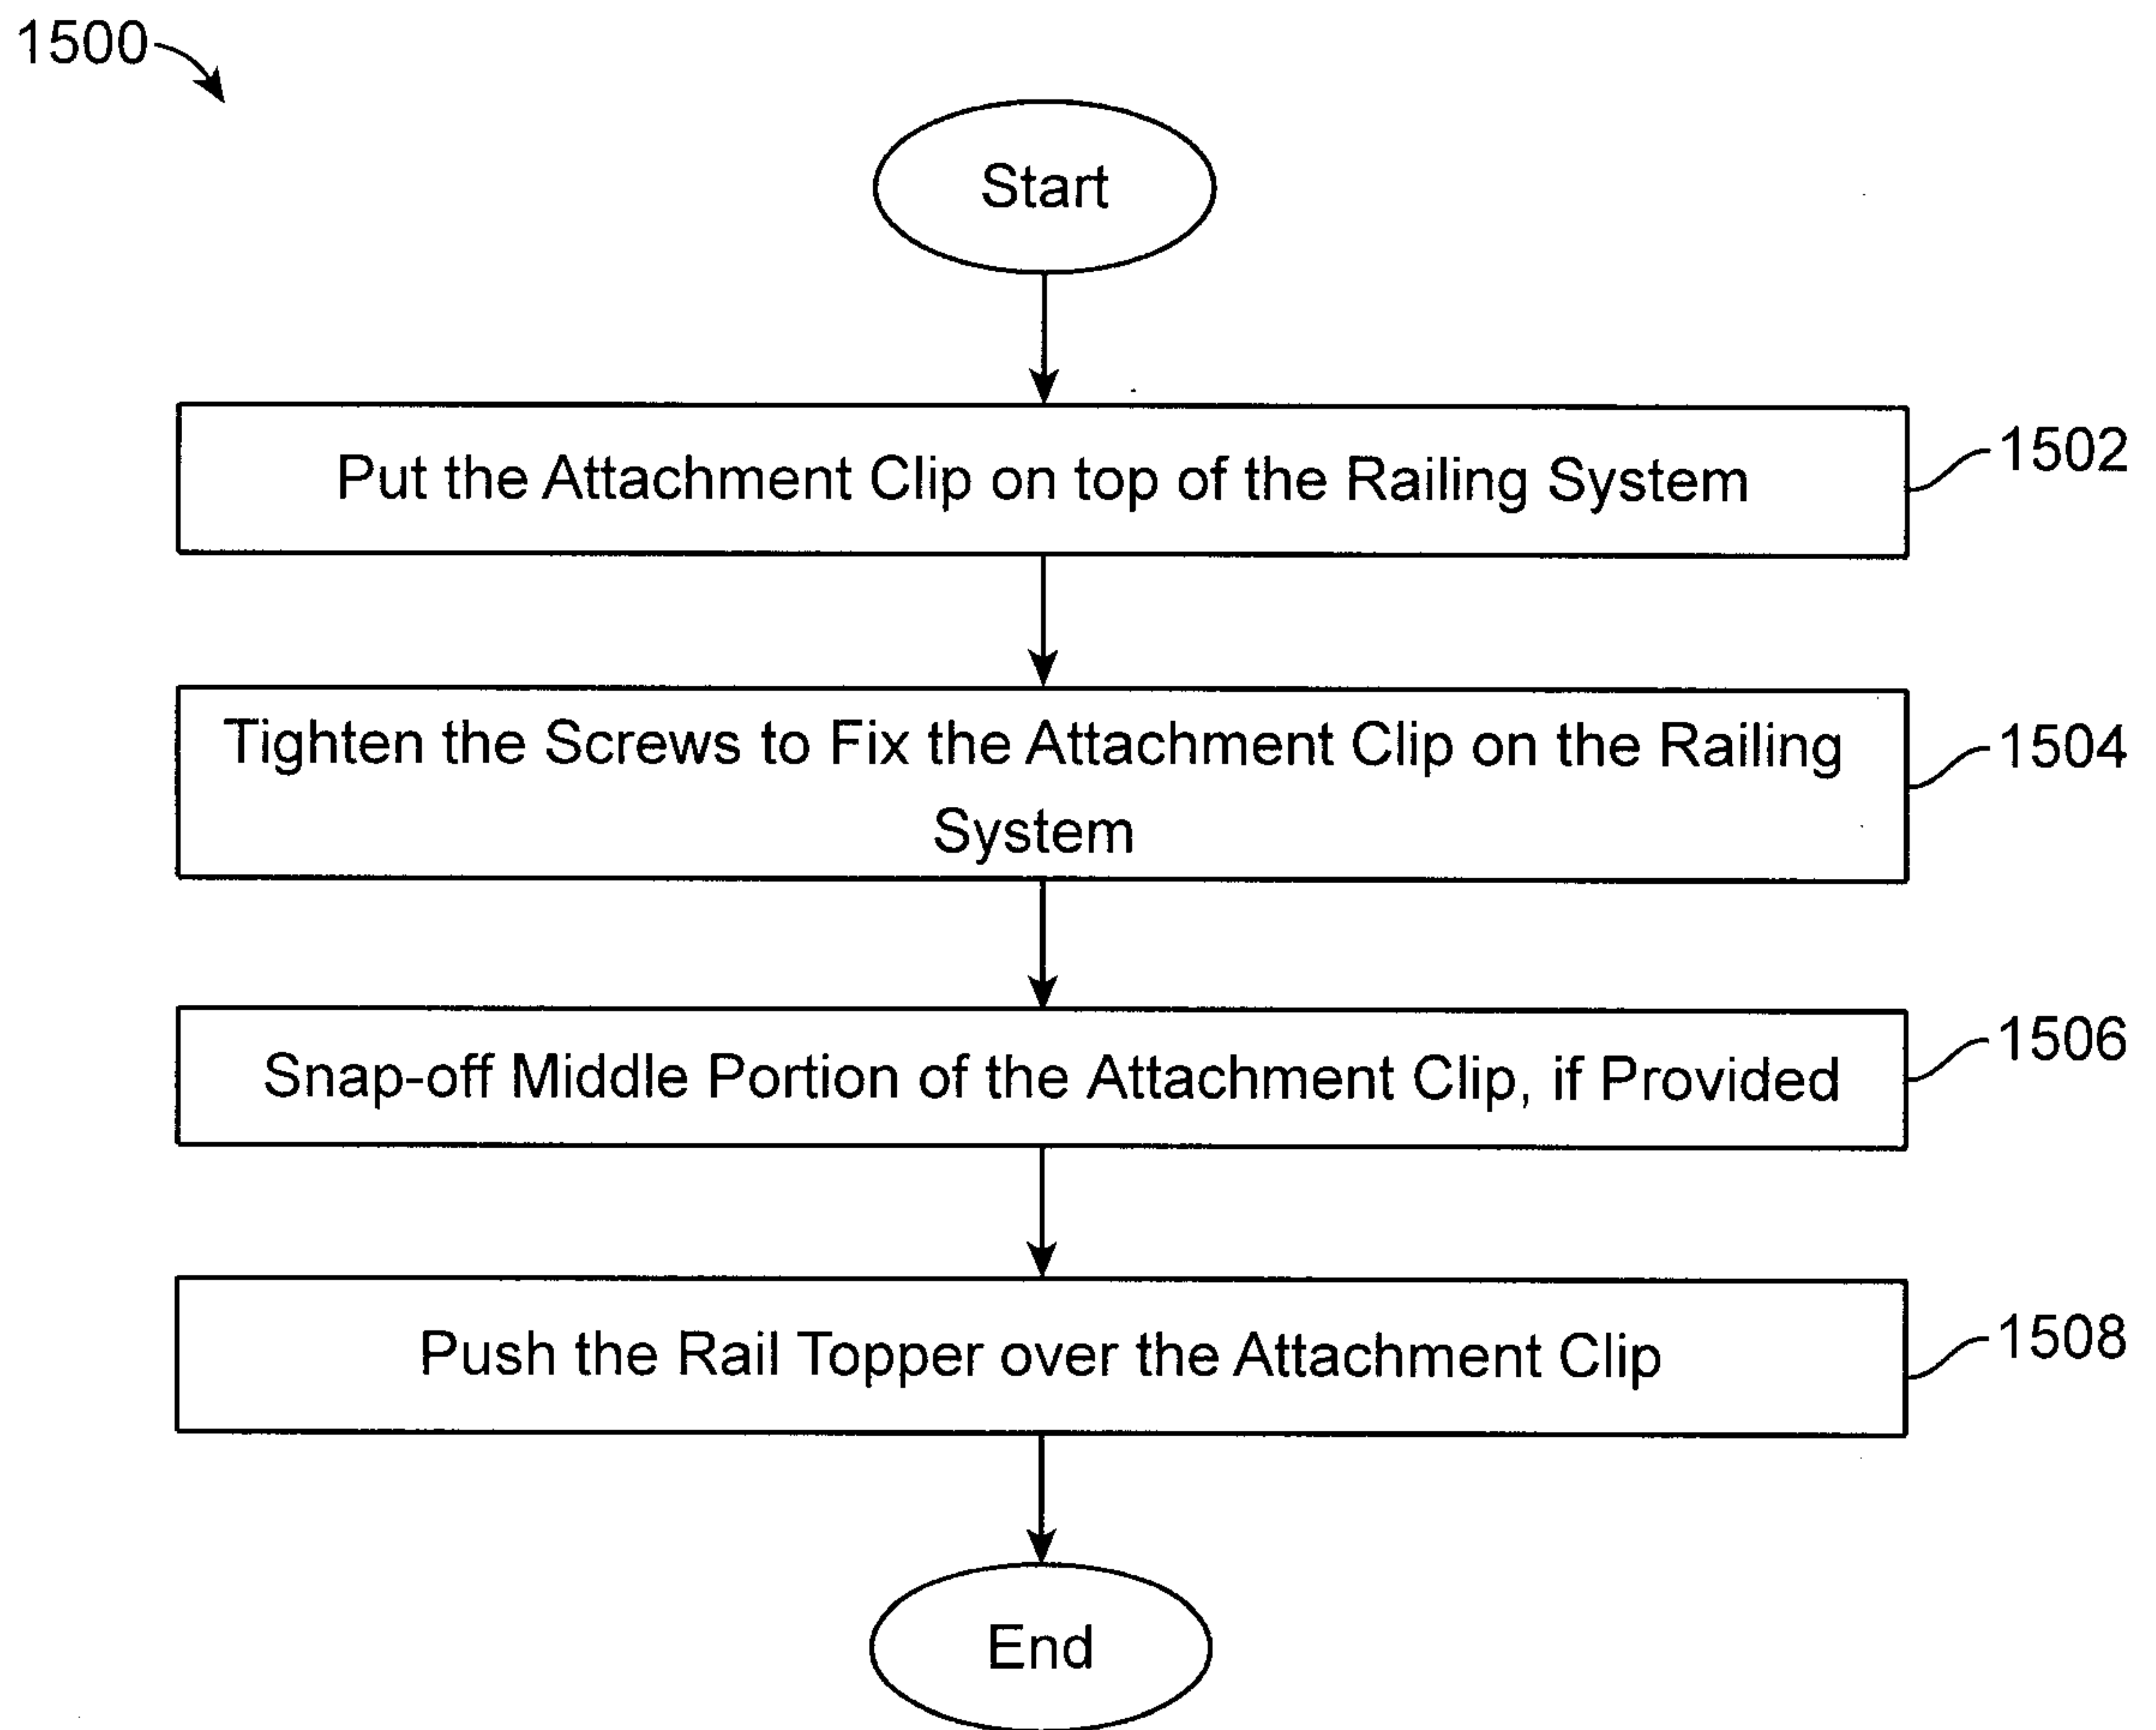 1500
Start
Put the Attachment Clip on top of the Railing System
1502
Tighten the Screws to Fix the Attachment Clip on the Railing
System
1504
Snap-off Middle Portion of the Attachment Clip, if Provided
1506
Push the Rail Topper over the Attachment Clip
1508
End